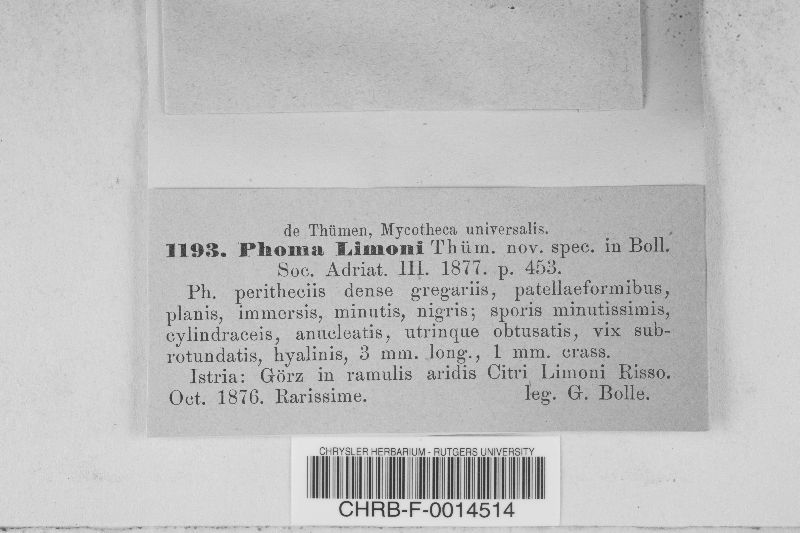 de Thümen, Mycotheca universalis.
1193. Phoma Limoni Thüm. nov. spec. in Boll.
Soc. Adriat. III. 1877. p. 453.
Ph. peritheciis dense gregariis, patellaeformibus,
planis, immersis, minutis, nigris; sporis minutissimis,
cylindraceis, anucleatis, utrinque obtusatis, vix sub-
rotundatis, hyalinis, 3 mm. long., 1 mm. crass.
Istria: Görz in ramulis aridis Citri Limoni Risso.
Oct. 1876. Rarissime. leg. G. Bolle.
CHRYSLER HERBARIUM - RUTGERS UNIVERSITY
CHRB-F-0014514